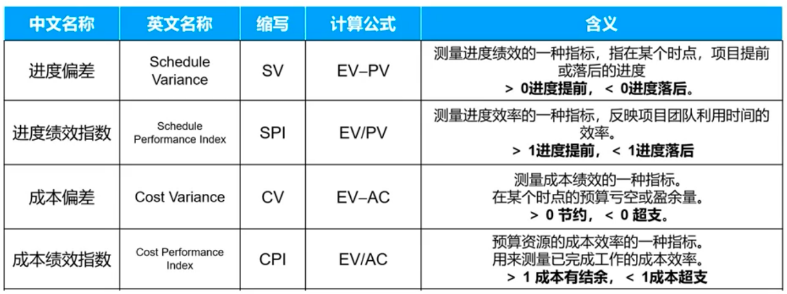 中文名称 英文名称 缩写 计算公式 含义
进度偏差 Schedule Variance SV EV–PV 测量进度绩效的一种指标，指在某个时点，项目提前
或落后的进度
> 0进度提前，< 0进度落后。
进度绩效指数 Schedule Performance Index SPI EV/PV 测量进度效率的一种指标，反映项目团队利用时间的
效率。
> 1进度提前，< 1进度落后
成本偏差 Cost Variance CV EV–AC 测量成本绩效的一种指标。
在某个时点的预算亏空或盈余量。
> 0 节约，< 0 超支。
成本绩效指数 Cost Performance Index CPI EV/AC 预算资源的成本效率的一种指标。
用来测量已完成工作的成本效率。
> 1 成本有结余，< 1成本超支